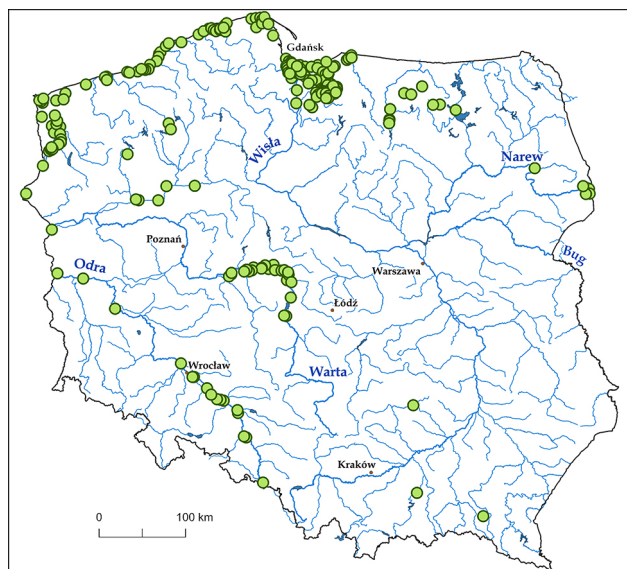 Gdańsk
Wisła
Narew
Poznań
Bug
Odra
Warszawa
Łódź
Wrocław
Warta
Kraków
0 100 km